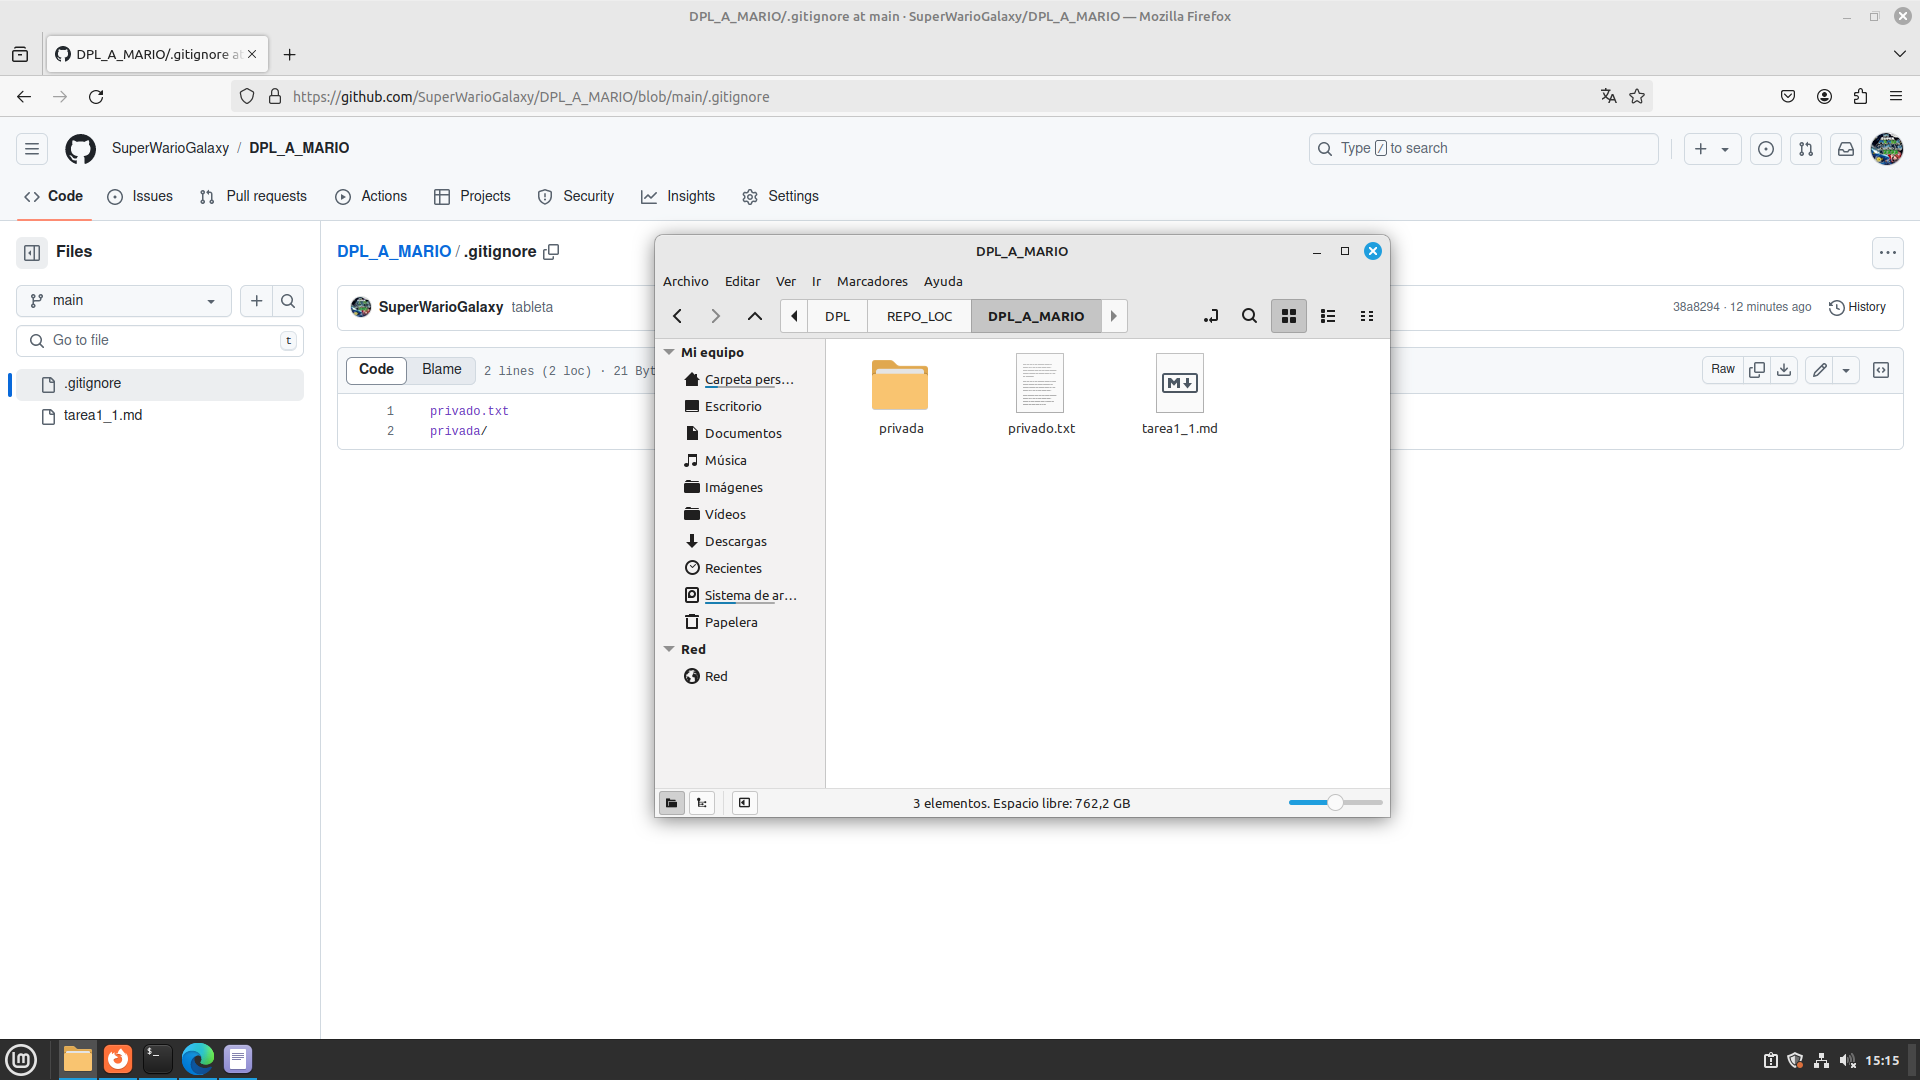 DPL_A_MARIO/.gitignore at main · SuperWarioGalaxy/DPL_A_MARIO — Mozilla Firefox
DPL_A_MARIO/.gitignore at
https://github.com/SuperWarioGalaxy/DPL_A_MARIO/blob/main/.gitignore
SuperWarioGalaxy / DPL_A_MARIO
Type / to search
Code
Issues
Pull requests
Actions
Projects
Security
Insights
Settings
Files
main
Go to file
t
.gitignore
tarea1_1.md
DPL_A_MARIO / .gitignore
SuperWarioGalaxy tableta
38a8294 · 12 minutes ago
History
Code
Blame
2 lines (2 loc) · 21 Byt
Raw
1 privado.txt
2 privada/
DPL_A_MARIO
Archivo Editar Ver Ir Marcadores Ayuda
DPL REPO_LOC DPL_A_MARIO
Mi equipo
Carpeta pers...
Escritorio
Documentos
Música
Imágenes
Vídeos
Descargas
Recientes
Sistema de ar...
Papelera
Red
Red
privada
privado.txt
M
tarea1_1.md
3 elementos. Espacio libre: 762,2 GB
15:15